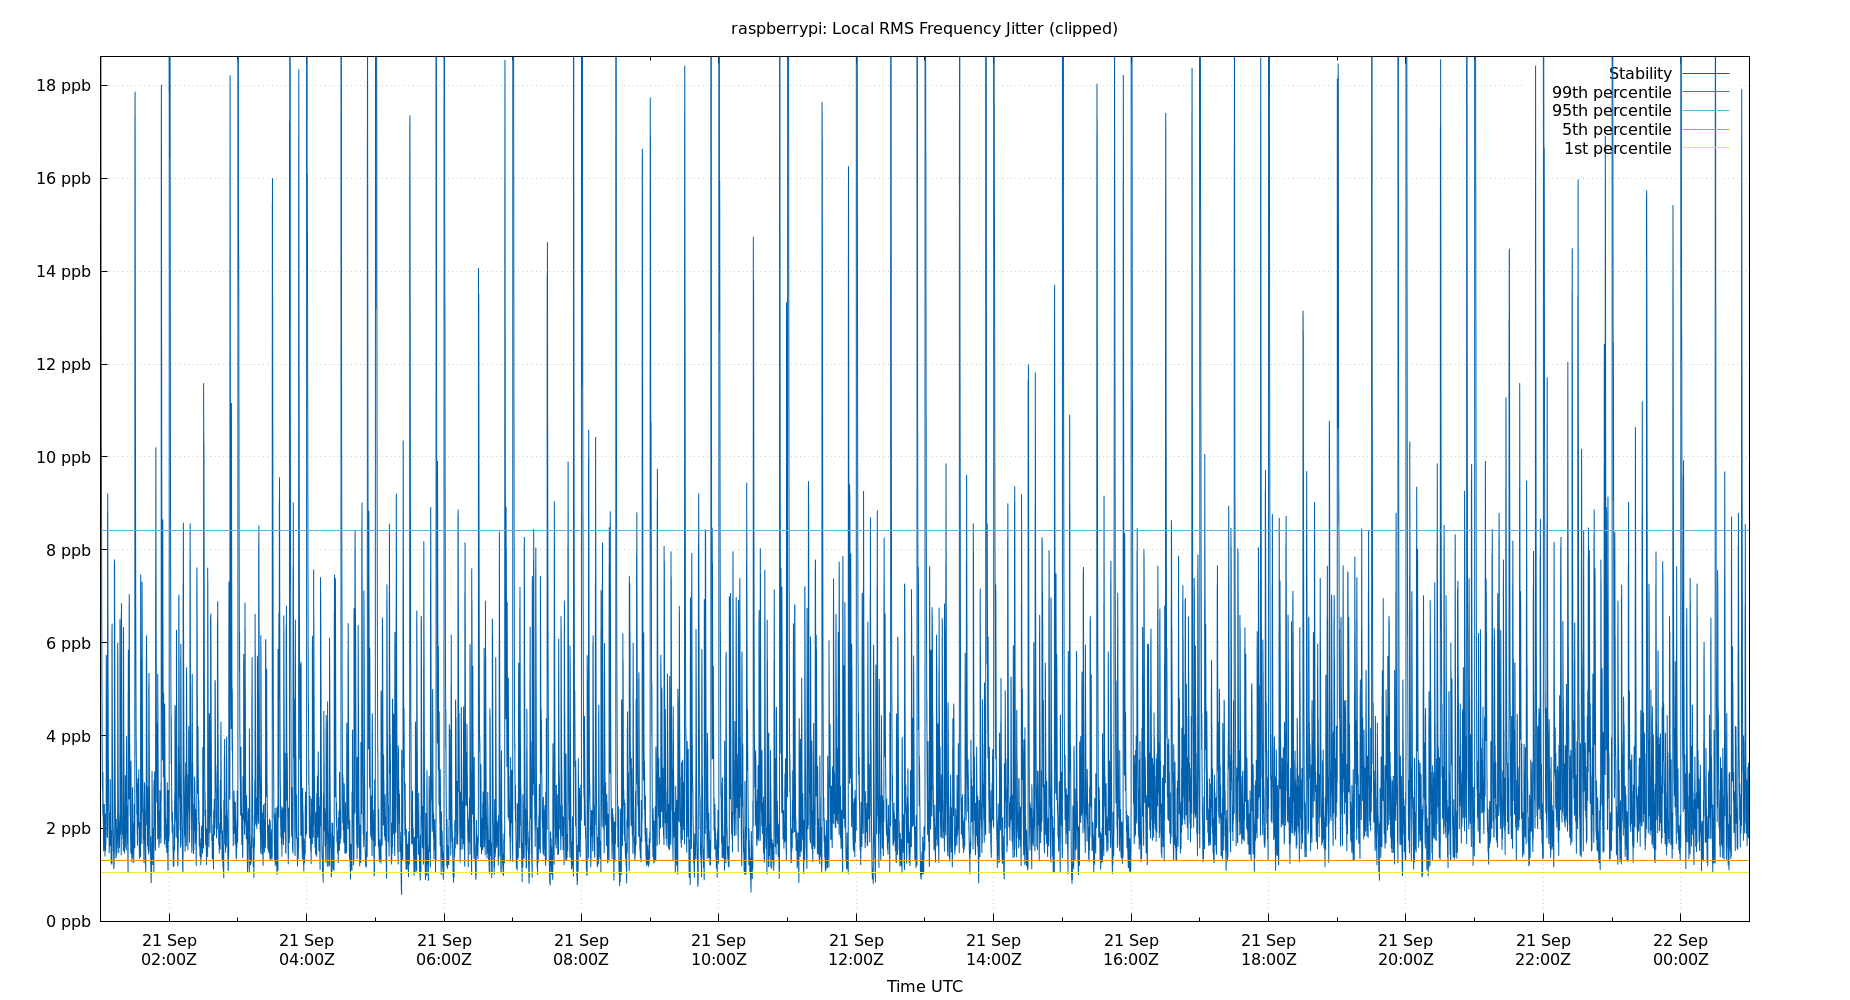 raspberrypi: Local RMS Frequency Jitter (clipped)
18 ppb
16 ppb
14 ppb
12 ppb
10 ppb
8 ppb
6 ppb
4 ppb
2 ppb
0 ppb
Stability
99th percentile
95th percentile
5th percentile
1st percentile
21 Sep 21 Sep 21 Sep 21 Sep 21 Sep 21 Sep 21 Sep 21 Sep 21 Sep 21 Sep 21 Sep 22 Sep
02:00Z 04:00Z 06:00Z 08:00Z 10:00Z 12:00Z 14:00Z 16:00Z 18:00Z 20:00Z 22:00Z 00:00Z
Time UTC